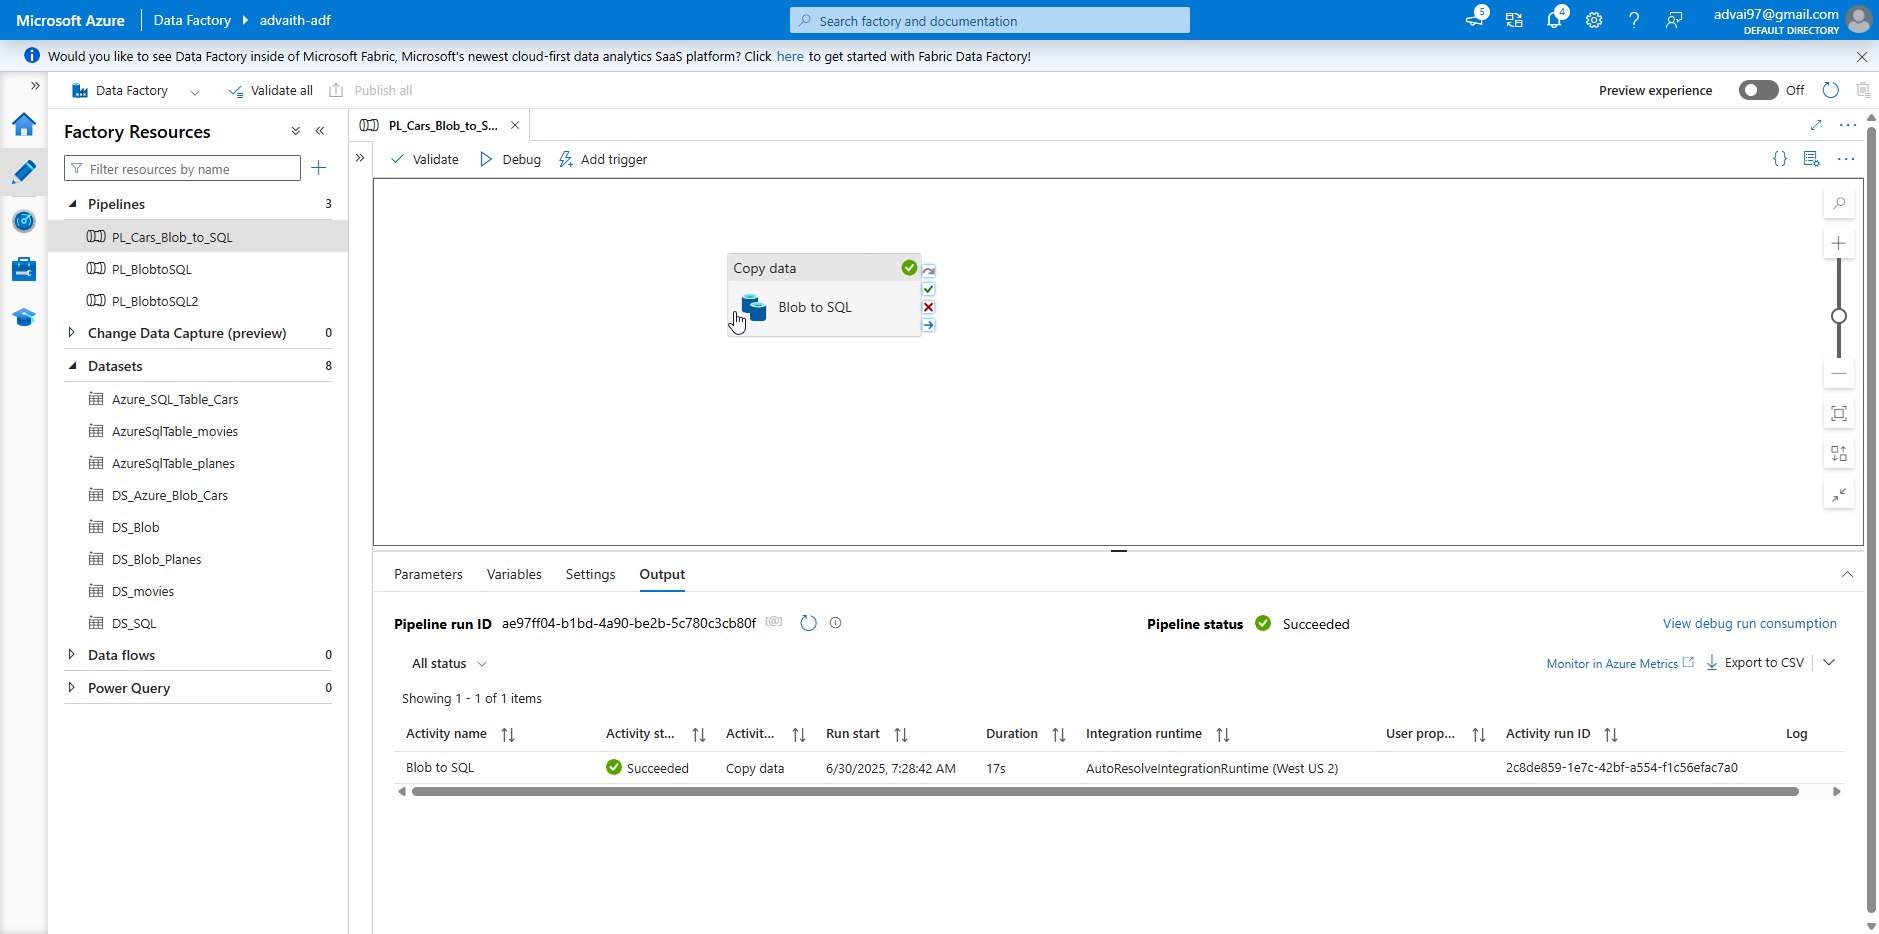 Microsoft Azure
Data Factory
advaith-adf
Search factory and documentation
5
4
advai97@gmail.com
DEFAULT DIRECTORY
Would you like to see Data Factory inside of Microsoft Fabric, Microsoft's newest cloud-first data analytics SaaS platform? Click here to get started with Fabric Data Factory!
Data Factory
Validate all
Publish all
Preview experience
Off
Factory Resources
Filter resources by name
Pipelines 3
PL_Cars_Blob_to_SQL
PL_BlobtoSQL
PL_BlobtoSQL2
Change Data Capture (preview) 0
Datasets 8
Azure_SQL_Table_Cars
AzureSqlTable_movies
AzureSqlTable_planes
DS_Azure_Blob_Cars
DS_Blob
DS_Blob_Planes
DS_movies
DS_SQL
Data flows 0
Power Query 0
PL_Cars_Blob_to_S...
Validate
Debug
Add trigger
Copy data
Blob to SQL
Parameters
Variables
Settings
Output
Pipeline run ID ae97ff04-b1bd-4a90-be2b-5c780c3cb80f
Pipeline status Succeeded
View debug run consumption
All status
Monitor in Azure Metrics
Export to CSV
Showing 1 - 1 of 1 items
Activity name Activity st... Activit... Run start Duration Integration runtime User prop... Activity run ID Log
Blob to SQL Succeeded Copy data 6/30/2025, 7:28:42 AM 17s AutoResolveIntegrationRuntime (West US 2) 2c8de859-1e7c-42bf-a554-f1c56efac7a0